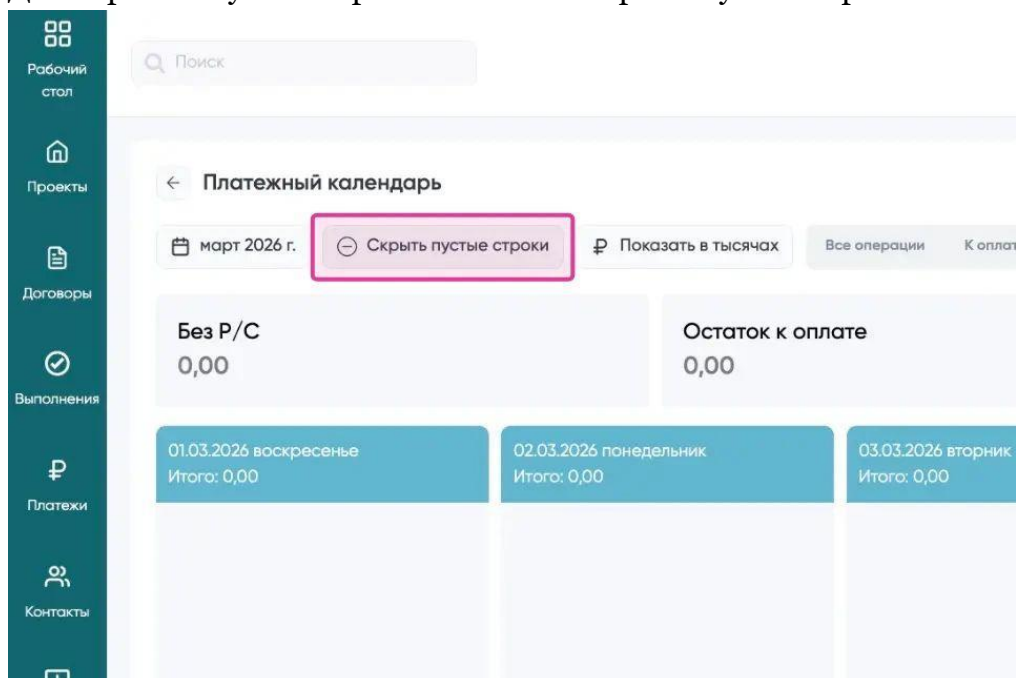 Рабочий
стол
Поиск
Проекты
Платежный календарь
март 2026 г.
Скрыть пустые строки
₽ Показать в тысячах
Все операции
Договоры
Без Р/С
Остаток к оплате
0,00
0,00
Выполнения
01.03.2026 воскресенье
02.03.2026 понедельник
03.03.2026 вторник
Итого: 0,00
Итого: 0,00
Итого: 0,00
Платежи
Контакты